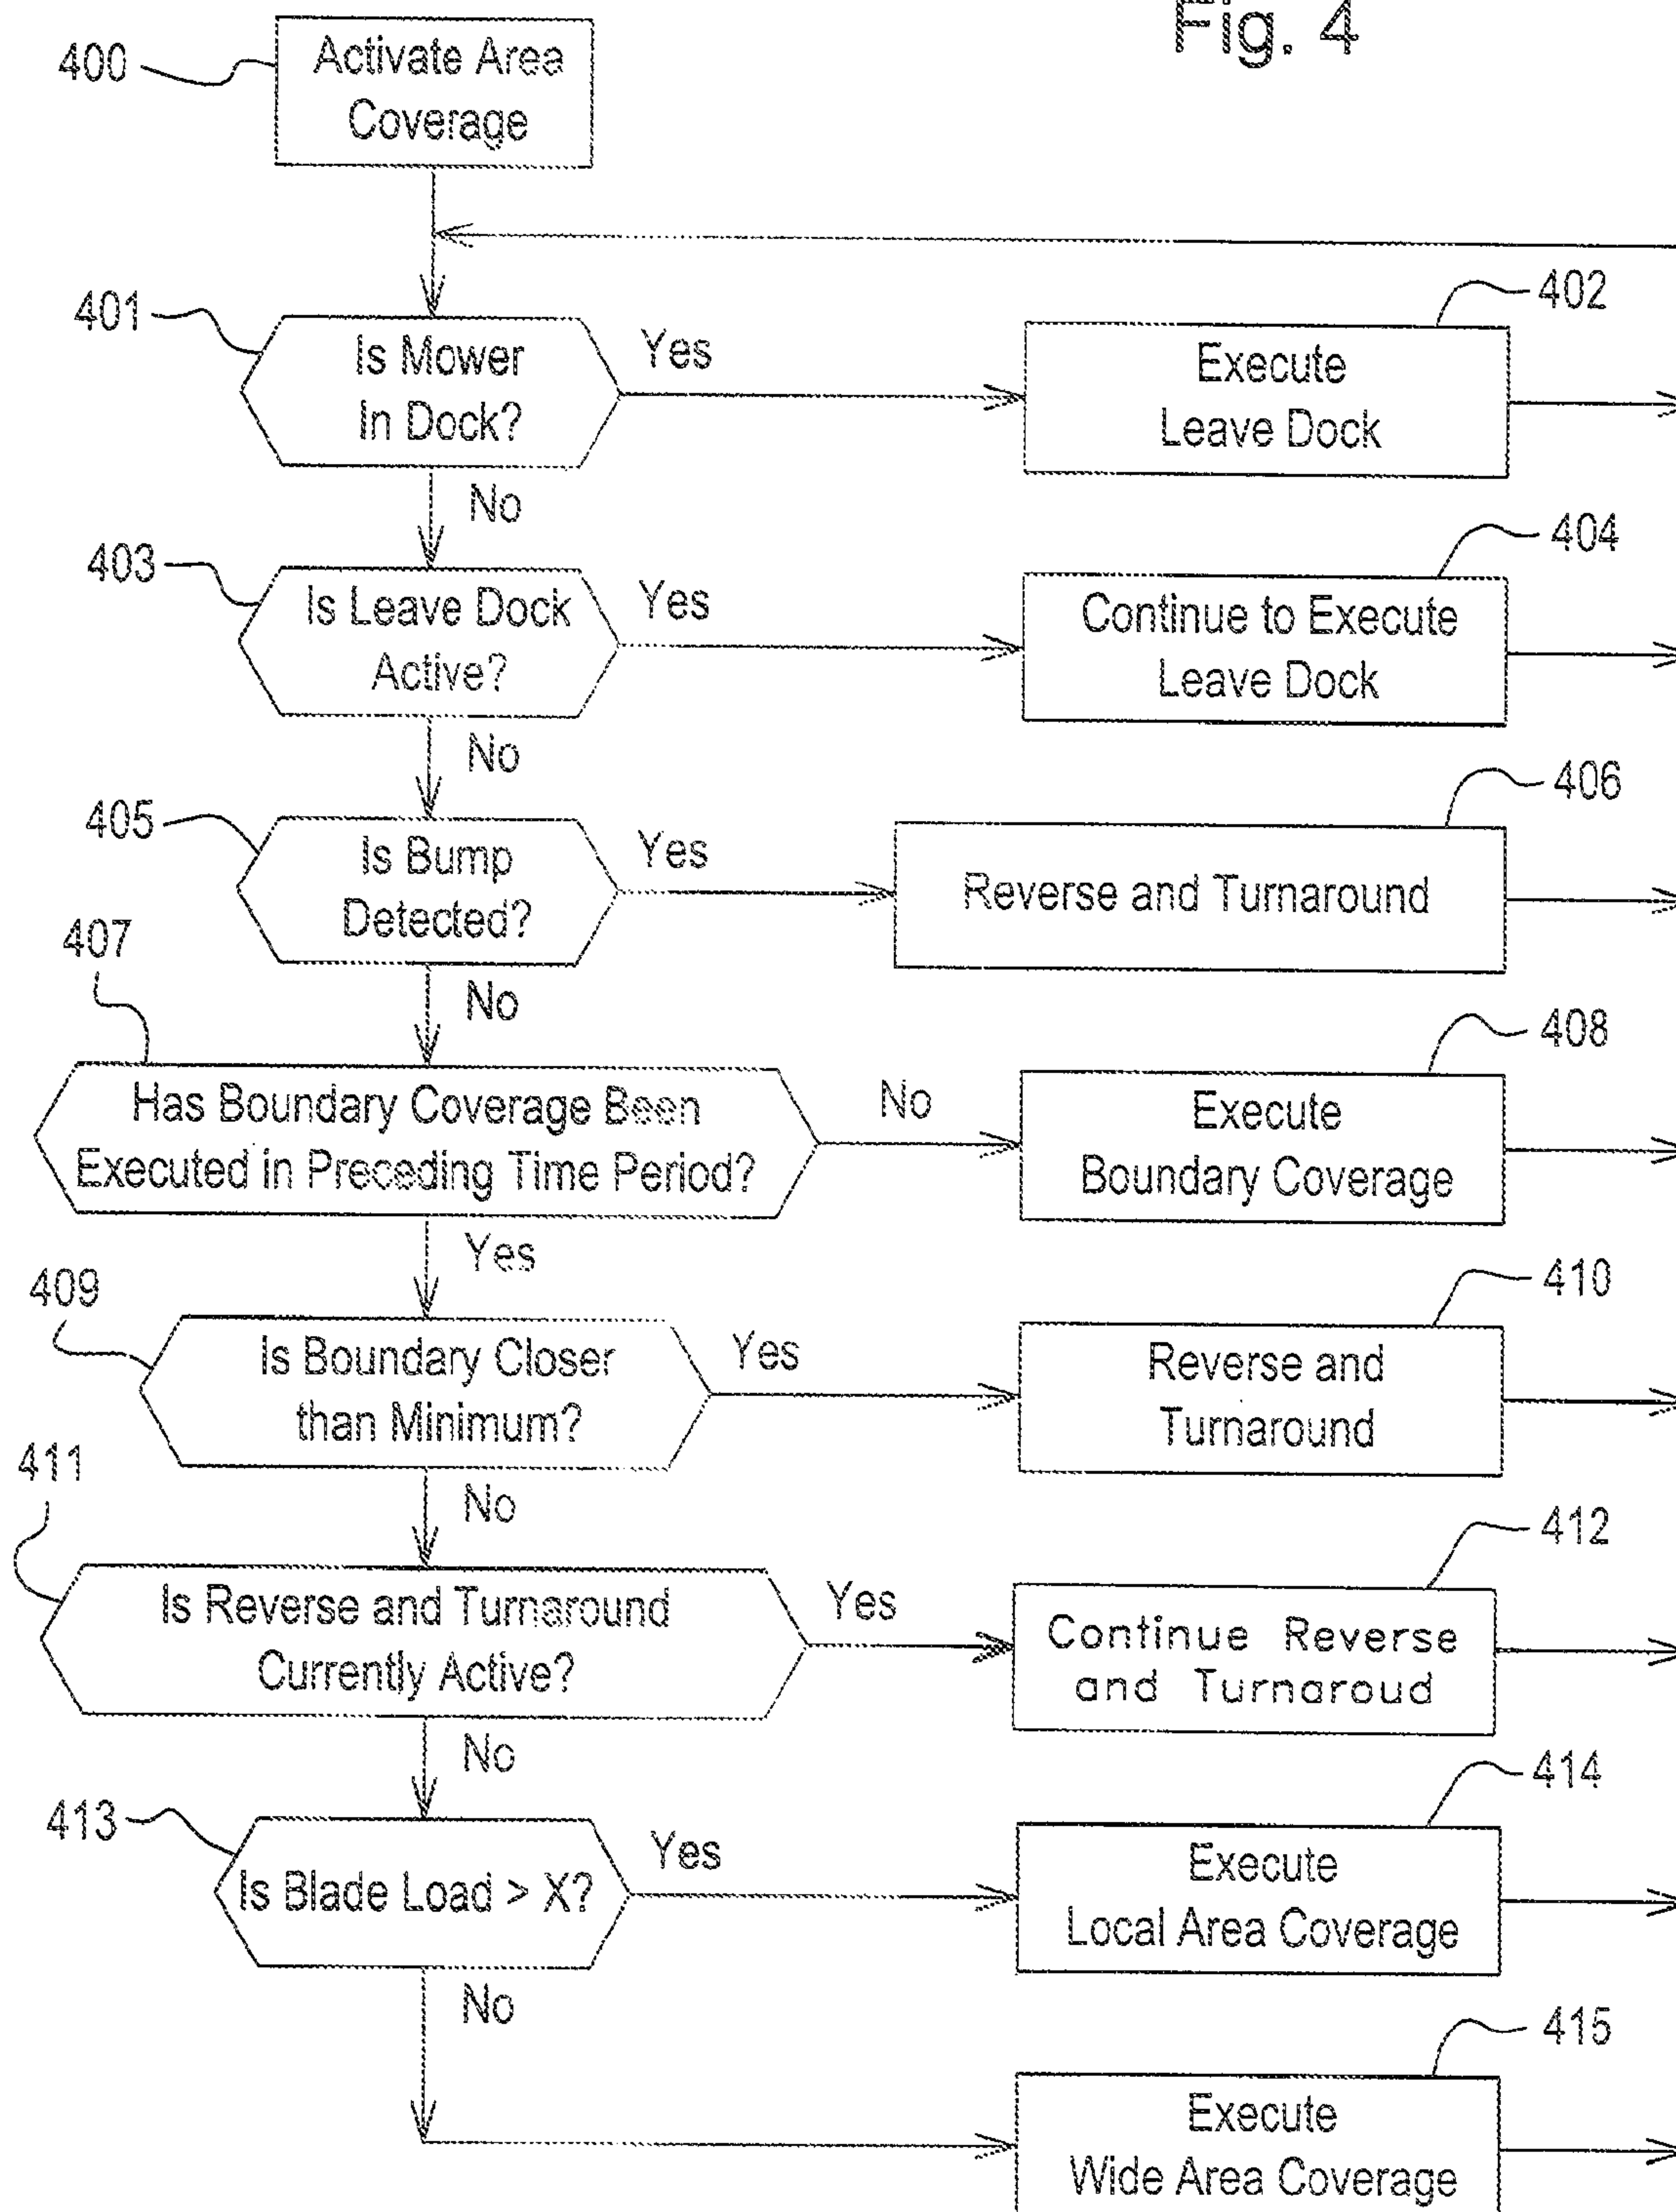 Fig. 4
400
Activate Area
Coverage
401
Is Mower
In Dock?
Yes
402
Execute
Leave Dock
No
403
Is Leave Dock
Active?
Yes
404
Continue to Execute
Leave Dock
No
405
Is Bump
Detected?
Yes
406
Reverse and Turnaround
No
407
Has Boundary Coverage Been
Executed in Preceding Time Period?
No
408
Execute
Boundary Coverage
Yes
409
Is Boundary Closer
than Minimum?
Yes
410
Reverse and
Turnaround
No
411
Is Reverse and Turnaround
Currently Active?
Yes
412
Continue Reverse
and Turnaroud
No
413
Is Blade Load > X?
Yes
414
Execute
Local Area Coverage
No
415
Execute
Wide Area Coverage